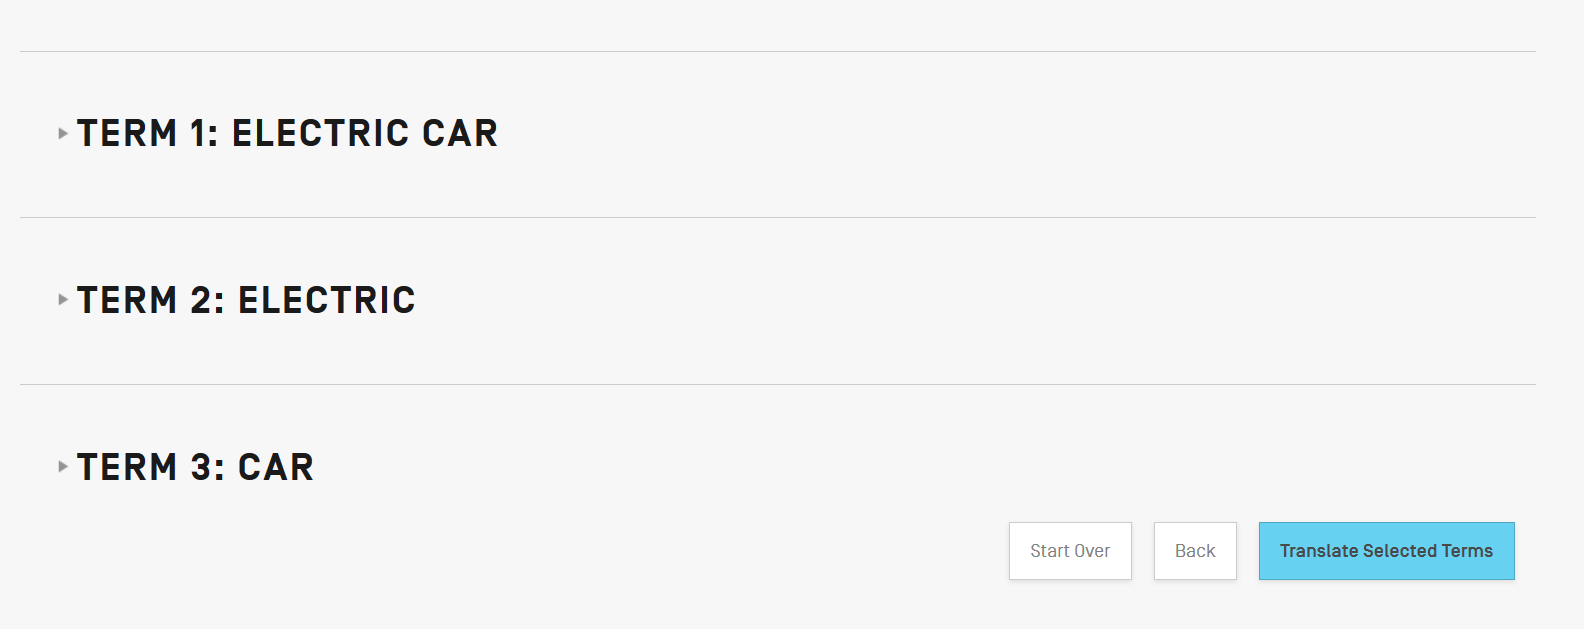 TERM 1: ELECTRIC CAR
TERM 2: ELECTRIC
TERM 3: CAR
Start Over
Back
Translate Selected Terms